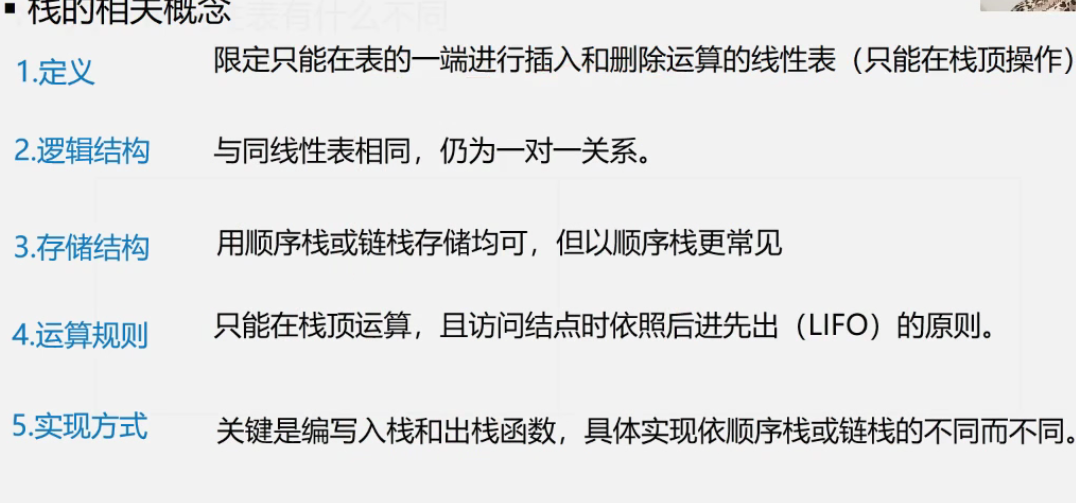 ▪ 栈的相关概念
1.定义 限定只能在表的一端进行插入和删除运算的线性表（只能在栈顶操作）
2.逻辑结构 与同线性表相同，仍为一对一关系。
3.存储结构 用顺序栈或链栈存储均可，但以顺序栈更常见
4.运算规则 只能在栈顶运算，且访问结点时依照后进先出（LIFO）的原则。
5.实现方式 关键是编写入栈和出栈函数，具体实现依顺序栈或链栈的不同而不同。